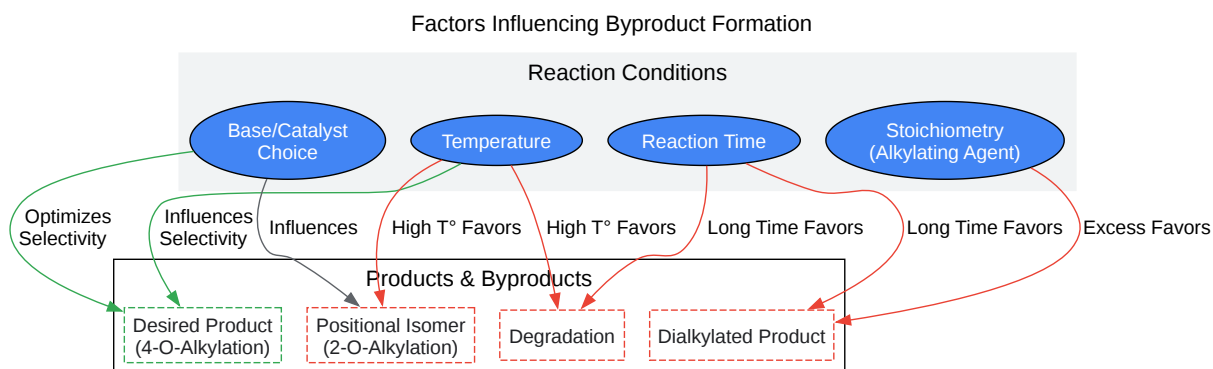 Factors Influencing Byproduct Formation
Reaction Conditions
Base/Catalyst
Choice
Temperature
Reaction Time
Stoichiometry
(Alkylating Agent)
Optimizes
Selectivity
Influences
Selectivity
Influences
High T° Favors
High T° Favors
Long Time Favors
Long Time Favors
Excess Favors
Products & Byproducts
Desired Product
(4-O-Alkylation)
Positional Isomer
(2-O-Alkylation)
Degradation
Dialkylated Product